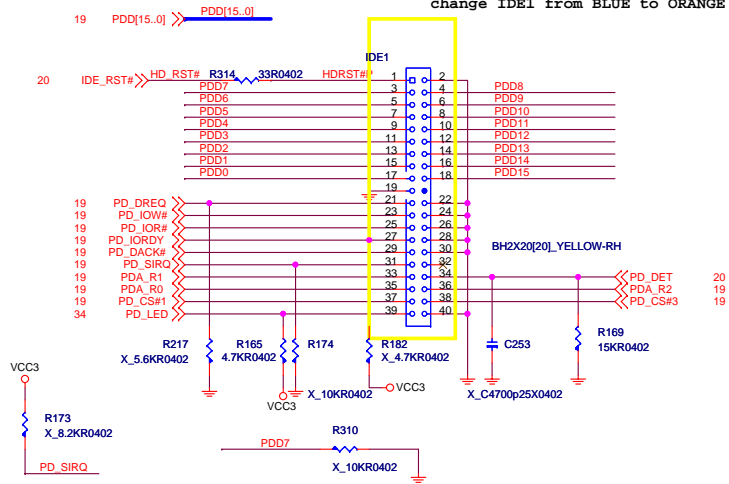 change IDE1 from BLUE to ORANGE
19 PDD[15..0] PDD[15..0]
IDE1
20 IDE_RST# HD_RST# R314 33R0402 HDRST#P 1 2
PDD7 3 4 PDD8
PDD6 5 6 PDD9
PDD5 7 8 PDD10
PDD4 9 10 PDD11
PDD3 11 12 PDD12
PDD2 13 14 PDD13
PDD1 15 16 PDD14
PDD0 17 18 PDD15
19
19 PD_DREQ 21 22
19 PD_IOW# 23 24
19 PD_IOR# 25 26
19 PD_IORDY 27 28
19 PD_DACK# 29 30 BH2X20[20]_YELLOW-RH
19 PD_SIRQ 31 32
19 PDA_R1 33 34 PD_DET 20
19 PDA_R0 35 36 PDA_R2 19
19 PD_CS#1 37 38 PD_CS#3 19
34 PD_LED 39 40
R217 R165 R174 R182 C253 R169
X_5.6KR0402 4.7KR0402 X_4.7KR0402 15KR0402
VCC3 VCC3 X_10KR0402 VCC3 X_C4700p25X0402
R173
X_8.2KR0402
PD_SIRQ
PDD7 R310
X_10KR0402